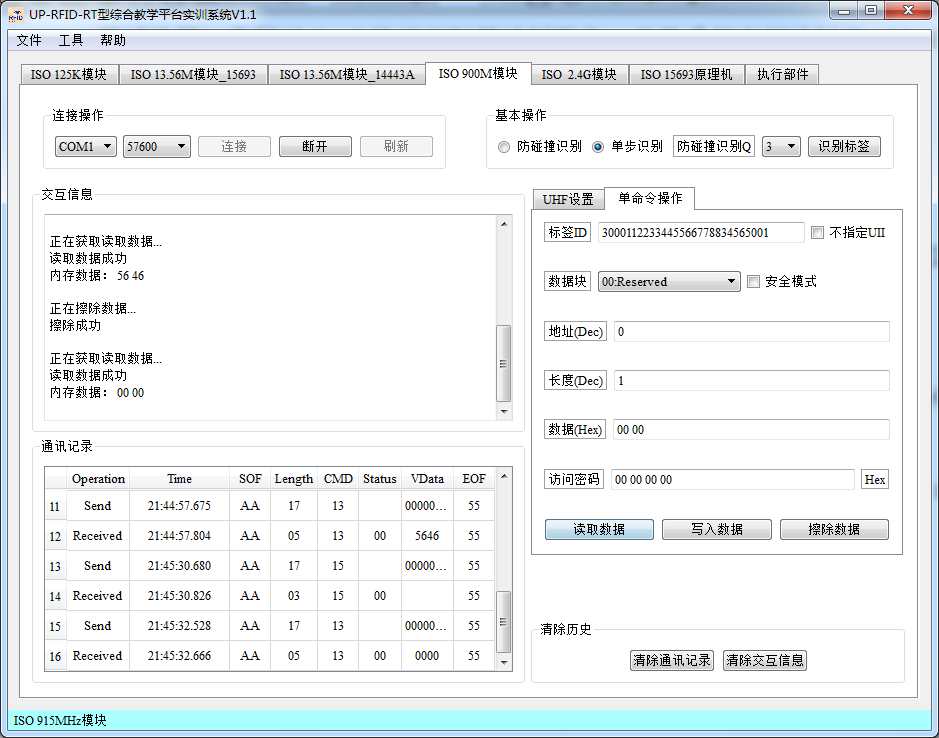 UP-RFID-RT型综合教学平台实训系统V1.1
文件 工具 帮助
ISO 125K模块 ISO 13.56M模块_15693 ISO 13.56M模块_14443A ISO 900M模块 ISO 2.4G模块 ISO 15693原理机 执行部件
连接操作
COM1 57600 连接 断开 刷新
基本操作
防碰撞识别 单步识别 防碰撞识别Q 3 识别标签
交互信息
正在获取读取数据...
读取数据成功
内存数据： 56 46
正在擦除数据...
擦除成功
正在获取读取数据...
读取数据成功
内存数据： 00 00
通讯记录
Operation Time SOF Length CMD Status VData EOF
11 Send 21:44:57.675 AA 17 13 00000... 55
12 Received 21:44:57.804 AA 05 13 00 5646 55
13 Send 21:45:30.680 AA 17 15 00000... 55
14 Received 21:45:30.826 AA 03 15 00 55
15 Send 21:45:32.528 AA 17 13 00000... 55
16 Received 21:45:32.666 AA 05 13 00 0000 55
UHF设置 单命令操作
标签ID 3000112233445566778834565001 不指定UII
数据块 00:Reserved 安全模式
地址(Dec) 0
长度(Dec) 1
数据(Hex) 00 00
访问密码 00 00 00 00 Hex
读取数据 写入数据 擦除数据
清除历史
清除通讯记录 清除交互信息
ISO 915MHz模块